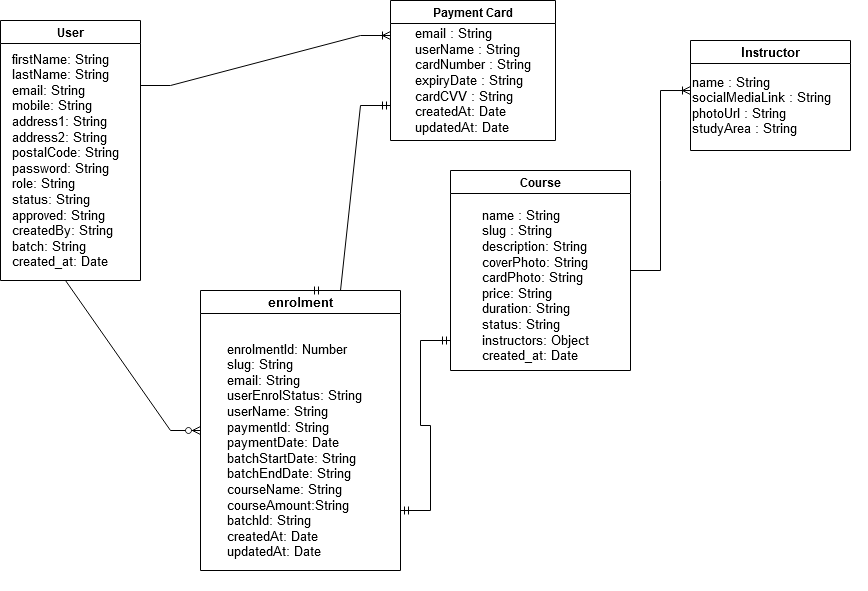 User
firstName: String
lastName: String
email: String
mobile: String
address1: String
address2: String
postalCode: String
password: String
role: String
status: String
approved: String
createdBy: String
batch: String
created_at: Date
Payment Card
email : String
userName : String
cardNumber : String
expiryDate : String
cardCVV : String
createdAt: Date
updatedAt: Date
Instructor
name : String
socialMediaLink : String
photoUrl : String
studyArea : String
Course
name : String
slug : String
description: String
coverPhoto: String
cardPhoto: String
price: String
duration: String
status: String
instructors: Object
created_at: Date
enrolment
enrolmentId: Number
slug: String
email: String
userEnrolStatus: String
userName: String
paymentId: String
paymentDate: Date
batchStartDate: String
batchEndDate: String
courseName: String
courseAmount:String
batchId: String
createdAt: Date
updatedAt: Date